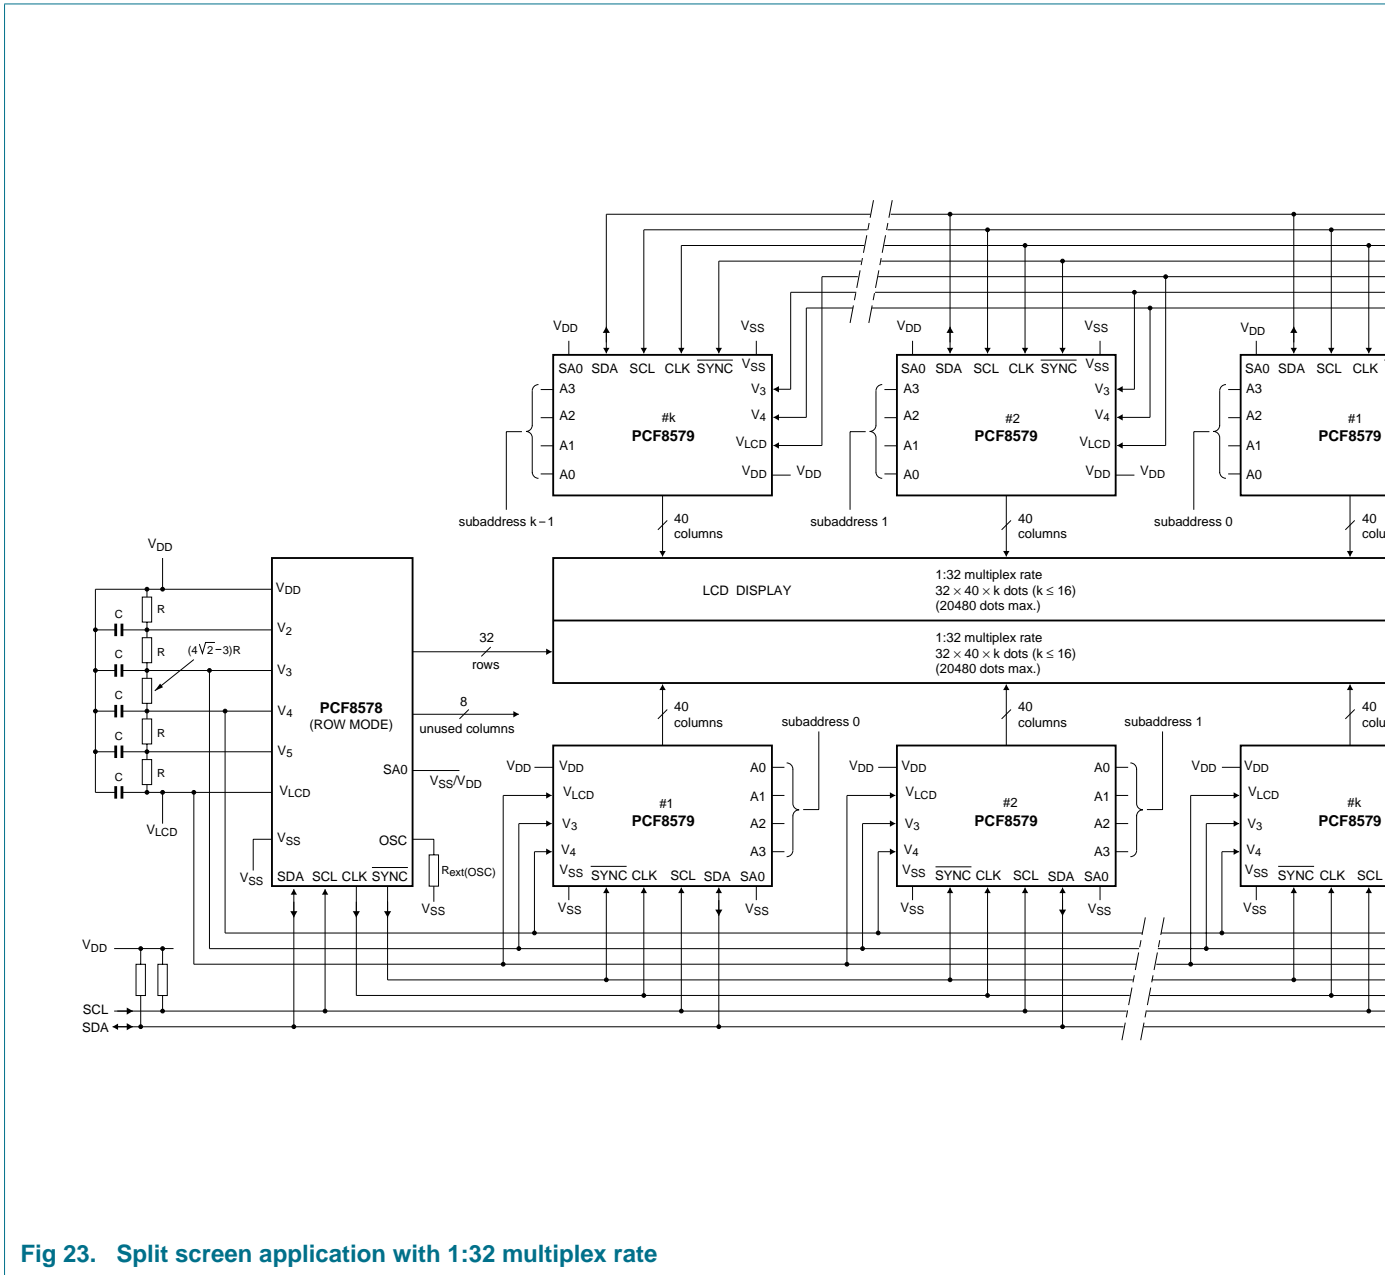 VDD
VSS
VDD
VSS
VDD
SA0 SDA SCL CLK SYNC VSS
SA0 SDA SCL CLK SYNC VSS
SA0 SDA SCL CLK
A3
A2
A1
A0
#k
PCF8579
V3
V4
VLCD
VDD
VDD
A3
A2
A1
A0
#2
PCF8579
V3
V4
VLCD
VDD
VDD
A3
A2
A1
A0
#1
PCF8579
subaddress k−1
40
columns
subaddress 1
40
columns
subaddress 0
40
colu
VDD
C
C
C
C
C
R
R
(4√2−3)R
R
R
VLCD
VDD
V2
V3
V4
V5
VLCD
VSS
VSS
PCF8578
(ROW MODE)
SA0
VSS/VDD
OSC
Rext(OSC)
VSS
SDA SCL CLK SYNC
32
rows
8
unused columns
LCD DISPLAY
1:32 multiplex rate
32 × 40 × k dots (k ≤ 16)
(20480 dots max.)
1:32 multiplex rate
32 × 40 × k dots (k ≤ 16)
(20480 dots max.)
40
columns
subaddress 0
40
columns
subaddress 1
40
colu
VDD
VDD
VLCD
V3
V4
VSS
#1
PCF8579
A0
A1
A2
A3
SYNC CLK SCL SDA SA0
VSS
VSS
VDD
VDD
VLCD
V3
V4
VSS
#2
PCF8579
A0
A1
A2
A3
SYNC CLK SCL SDA SA0
VSS
VSS
VDD
VDD
VLCD
V3
V4
VSS
#k
PCF8579
SYNC CLK SCL
VSS
VDD
SCL
SDA
Fig 23. Split screen application with 1:32 multiplex rate